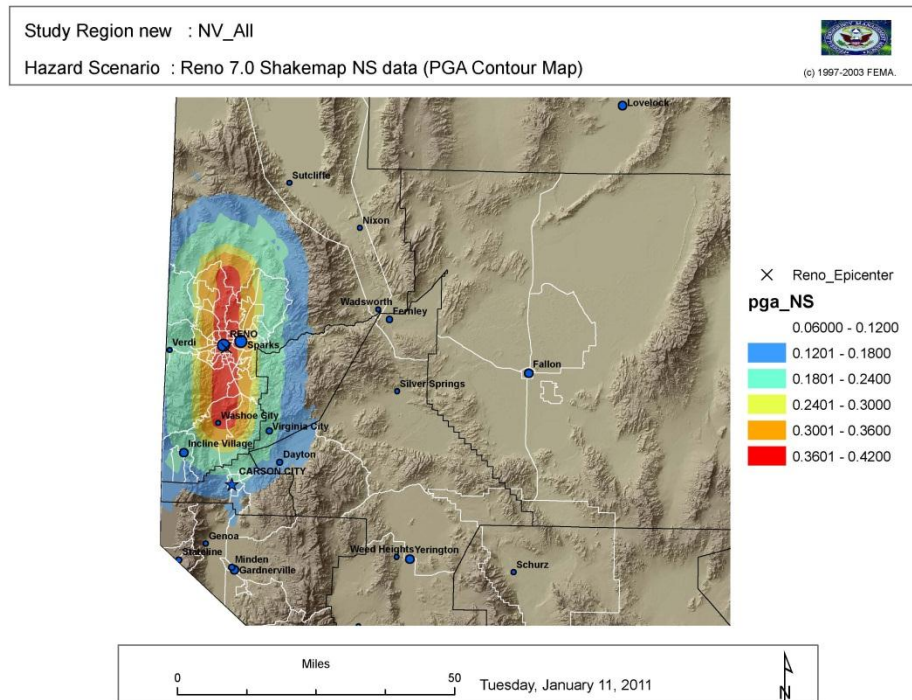 Study Region new : NV_All
Hazard Scenario : Reno 7.0 Shakemap NS data (PGA Contour Map)
(c) 1997-2003 FEMA.
Lovelock
Sutcliffe
Nixon
Wadsworth
Fernley
RENO
Verdi
Sparks
Fallon
Silver Springs
Washoe City
Virginia City
Incline Village
Dayton
CARSON CITY
Genoa
Stateline
Minden
Gardnerville
Weed Heights
Yerington
Schurz
Reno_Epicenter
pga_NS
0.06000 - 0.1200
0.1201 - 0.1800
0.1801 - 0.2400
0.2401 - 0.3000
0.3001 - 0.3600
0.3601 - 0.4200
Miles
0 50
Tuesday, January 11, 2011
N